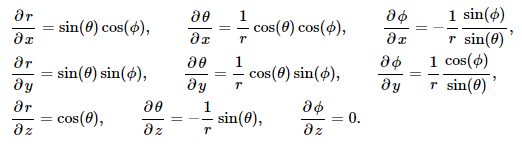 ∂r/∂x = sin(θ) cos(ϕ), ∂θ/∂x = 1/r cos(θ) cos(ϕ), ∂ϕ/∂x = − 1/r sin(ϕ)/sin(θ),
∂r/∂y = sin(θ) sin(ϕ), ∂θ/∂y = 1/r cos(θ) sin(ϕ), ∂ϕ/∂y = 1/r cos(ϕ)/sin(θ),
∂r/∂z = cos(θ), ∂θ/∂z = − 1/r sin(θ), ∂ϕ/∂z = 0.